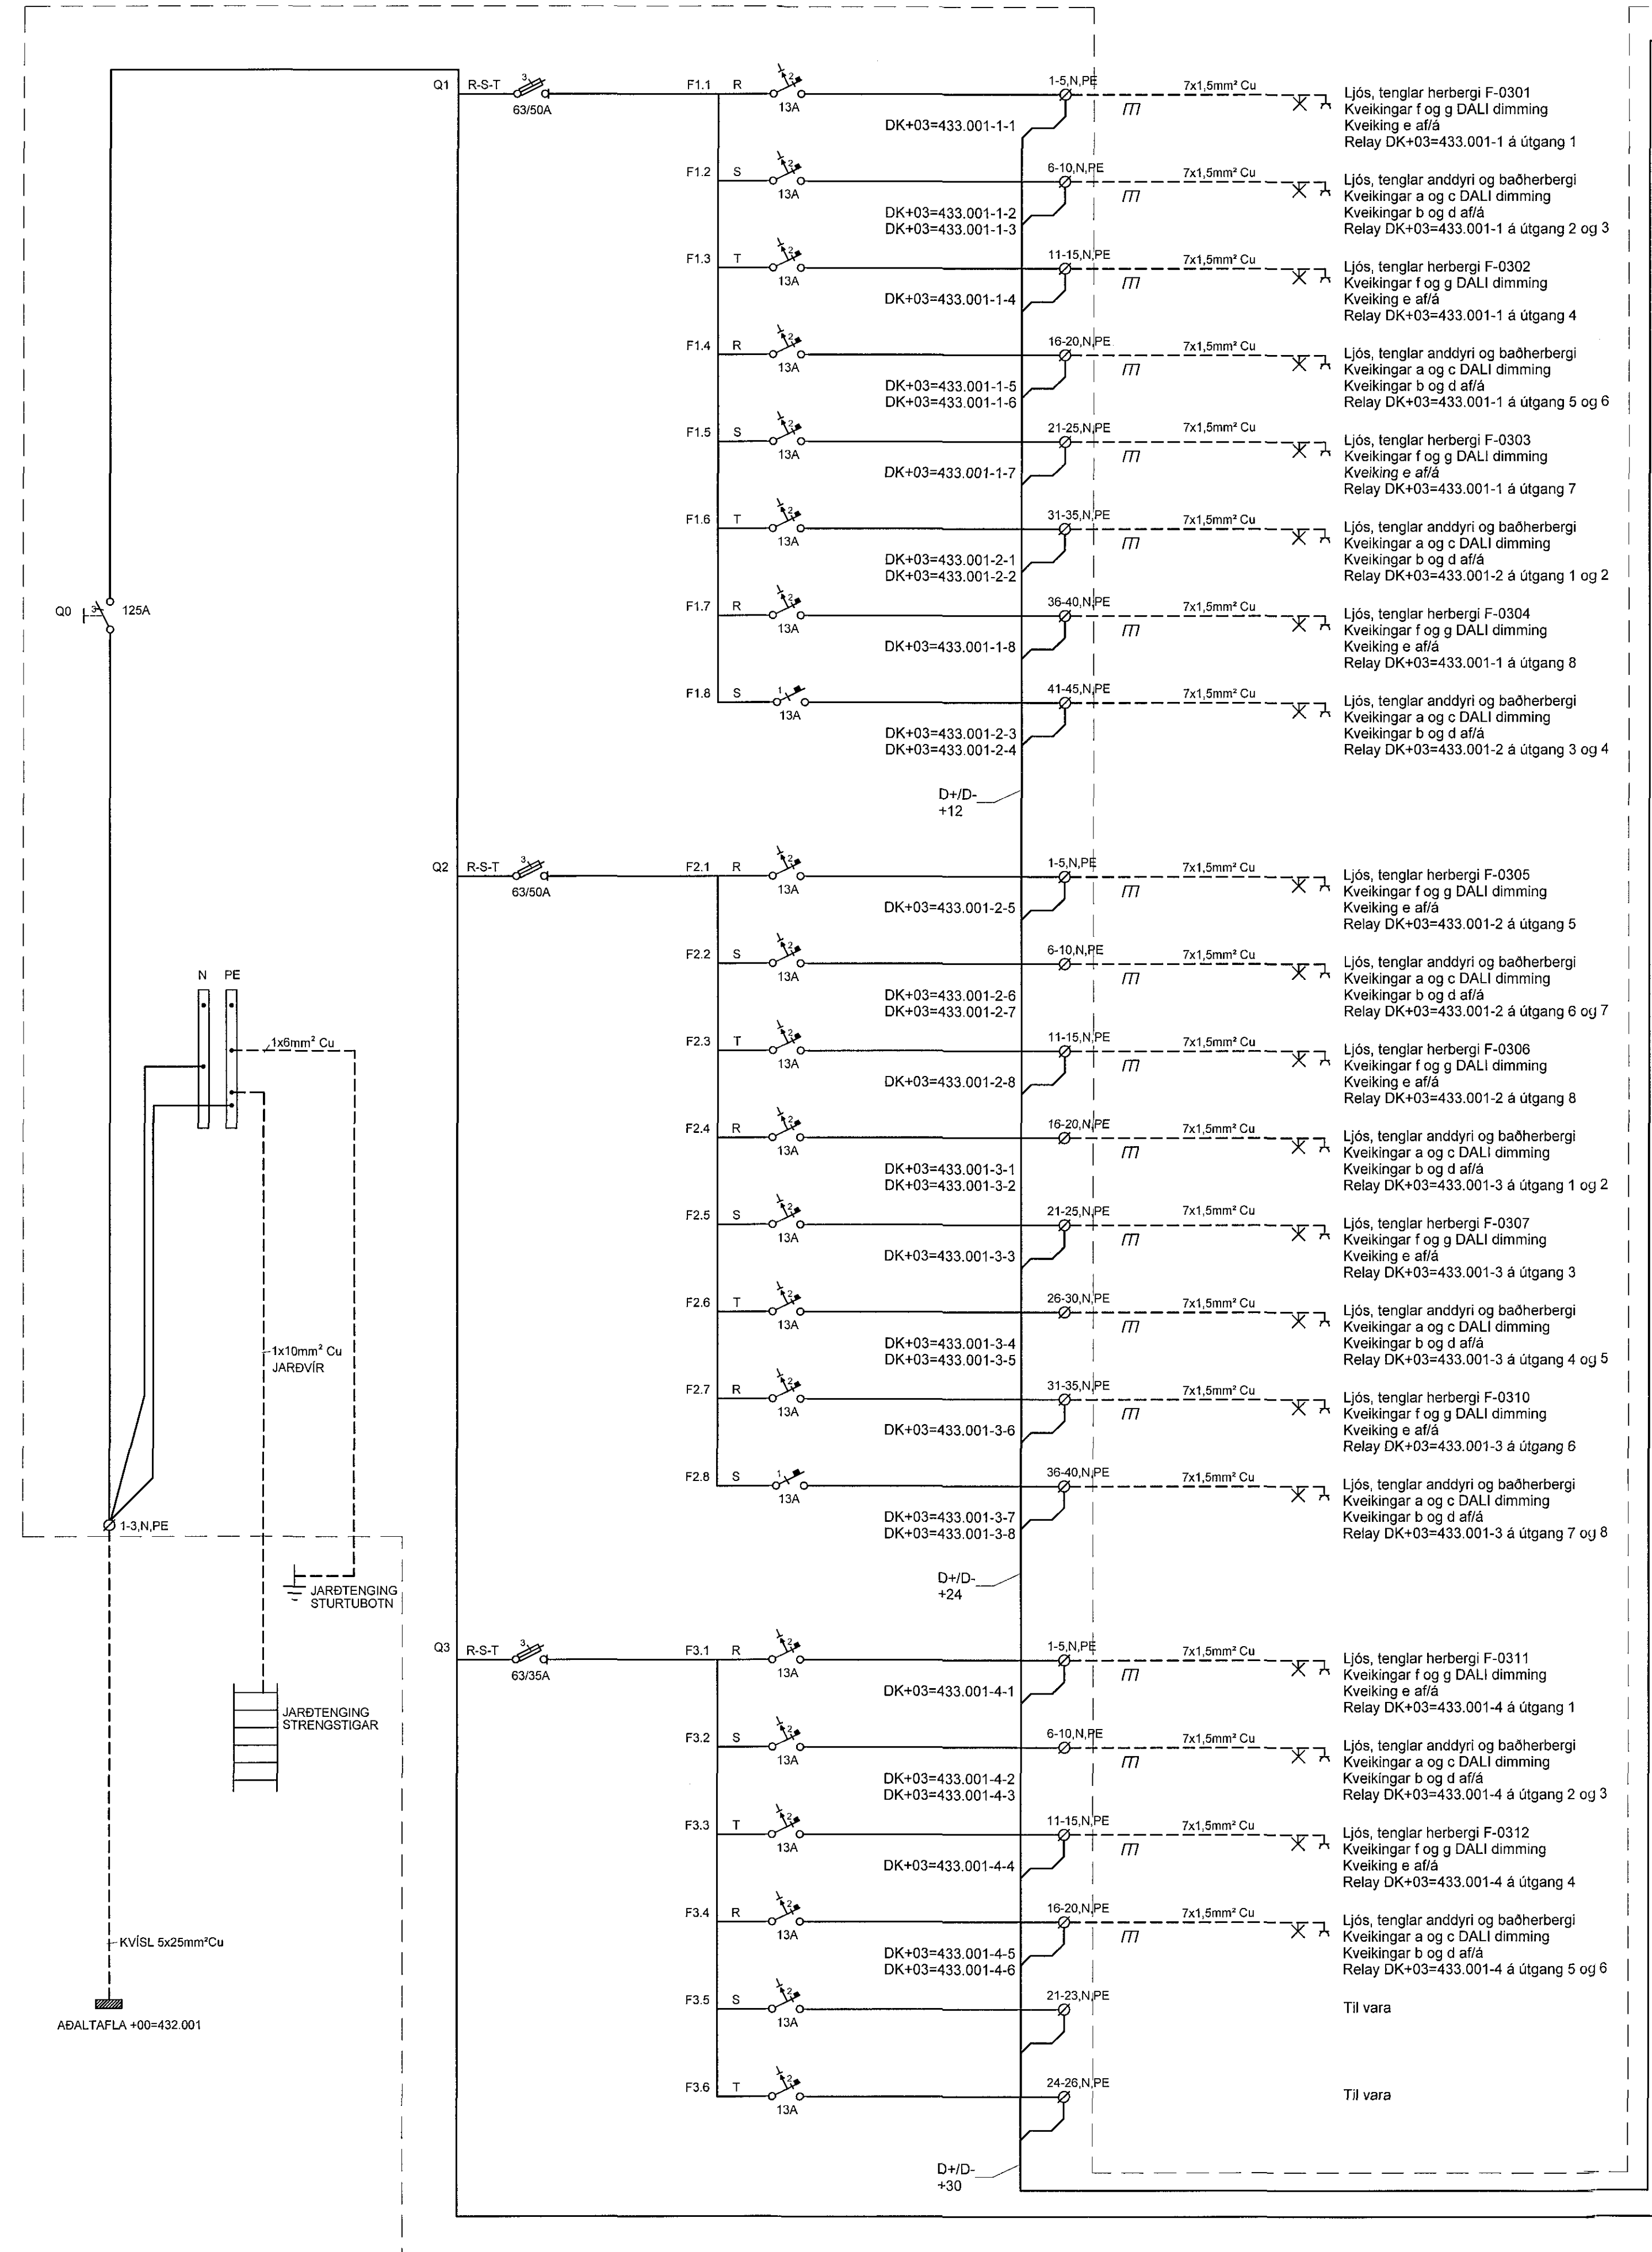 Q1 R-S-T 3 63/50A
F1.1 R 2 13A 1-5,N,PE 7x1,5mm² Cu
DK+03=433.001-1-1
Ljós, tenglar herbergi F-0301
Kveikingar f og g DALI dimming
Kveiking e af/á
Relay DK+03=433.001-1 á útgang 1
F1.2 S 2 13A 6-10,N,PE 7x1,5mm² Cu
DK+03=433.001-1-2
DK+03=433.001-1-3
Ljós, tenglar anddyri og baðherbergi
Kveikingar a og c DALI dimming
Kveikingar b og d af/á
Relay DK+03=433.001-1 á útgang 2 og 3
F1.3 T 2 13A 11-15,N,PE 7x1,5mm² Cu
DK+03=433.001-1-4
Ljós, tenglar herbergi F-0302
Kveikingar f og g DALI dimming
Kveiking e af/á
Relay DK+03=433.001-1 á útgang 4
F1.4 R 2 13A 16-20,N,PE 7x1,5mm² Cu
DK+03=433.001-1-5
DK+03=433.001-1-6
Ljós, tenglar anddyri og baðherbergi
Kveikingar a og c DALI dimming
Kveikingar b og d af/á
Relay DK+03=433.001-1 á útgang 5 og 6
F1.5 S 2 13A 21-25,N,PE 7x1,5mm² Cu
DK+03=433.001-1-7
Ljós, tenglar herbergi F-0303
Kveikingar f og g DALI dimming
Kveiking e af/á
Relay DK+03=433.001-1 á útgang 7
F1.6 T 2 13A 31-35,N,PE 7x1,5mm² Cu
DK+03=433.001-2-1
DK+03=433.001-2-2
Ljós, tenglar anddyri og baðherbergi
Kveikingar a og c DALI dimming
Kveikingar b og d af/á
Relay DK+03=433.001-2 á útgang 1 og 2
Q0 3 125A
F1.7 R 2 13A 36-40,N,PE 7x1,5mm² Cu
DK+03=433.001-1-8
Ljós, tenglar herbergi F-0304
Kveikingar f og g DALI dimming
Kveiking e af/á
Relay DK+03=433.001-1 á útgang 8
F1.8 S 1 13A 41-45,N,PE 7x1,5mm² Cu
DK+03=433.001-2-3
DK+03=433.001-2-4
Ljós, tenglar anddyri og baðherbergi
Kveikingar a og c DALI dimming
Kveikingar b og d af/á
Relay DK+03=433.001-2 á útgang 3 og 4
D+/D-
+12
Q2 R-S-T 3 63/50A
F2.1 R 2 13A 1-5,N,PE 7x1,5mm² Cu
DK+03=433.001-2-5
Ljós, tenglar herbergi F-0305
Kveikingar f og g DALI dimming
Kveiking e af/á
Relay DK+03=433.001-2 á útgang 5
F2.2 S 2 13A 6-10,N,PE 7x1,5mm² Cu
DK+03=433.001-2-6
DK+03=433.001-2-7
Ljós, tenglar anddyri og baðherbergi
Kveikingar a og c DALI dimming
Kveikingar b og d af/á
Relay DK+03=433.001-2 á útgang 6 og 7
N PE
1x6mm² Cu
F2.3 T 2 13A 11-15,N,PE 7x1,5mm² Cu
DK+03=433.001-2-8
Ljós, tenglar herbergi F-0306
Kveikingar f og g DALI dimming
Kveiking e af/á
Relay DK+03=433.001-2 á útgang 8
F2.4 R 2 13A 16-20,N,PE 7x1,5mm² Cu
DK+03=433.001-3-1
DK+03=433.001-3-2
Ljós, tenglar anddyri og baðherbergi
Kveikingar a og c DALI dimming
Kveikingar b og d af/á
Relay DK+03=433.001-3 á útgang 1 og 2
F2.5 S 2 13A 21-25,N,PE 7x1,5mm² Cu
DK+03=433.001-3-3
Ljós, tenglar herbergi F-0307
Kveikingar f og g DALI dimming
Kveiking e af/á
Relay DK+03=433.001-3 á útgang 3
F2.6 T 2 13A 26-30,N,PE 7x1,5mm² Cu
DK+03=433.001-3-4
DK+03=433.001-3-5
Ljós, tenglar anddyri og baðherbergi
Kveikingar a og c DALI dimming
Kveikingar b og d af/á
Relay DK+03=433.001-3 á útgang 4 og 5
1x10mm² Cu
JARÐVÍR
F2.7 R 2 13A 31-35,N,PE 7x1,5mm² Cu
DK+03=433.001-3-6
Ljós, tenglar herbergi F-0310
Kveikingar f og g DALI dimming
Kveiking e af/á
Relay DK+03=433.001-3 á útgang 6
F2.8 S 1 13A 36-40,N,PE 7x1,5mm² Cu
DK+03=433.001-3-7
DK+03=433.001-3-8
Ljós, tenglar anddyri og baðherbergi
Kveikingar a og c DALI dimming
Kveikingar b og d af/á
Relay DK+03=433.001-3 á útgang 7 og 8
1-3,N,PE
JARÐTENGING
STURTUBOTN
D+/D-
+24
Q3 R-S-T 3 63/35A
F3.1 R 2 13A 1-5,N,PE 7x1,5mm² Cu
DK+03=433.001-4-1
Ljós, tenglar herbergi F-0311
Kveikingar f og g DALI dimming
Kveiking e af/á
Relay DK+03=433.001-4 á útgang 1
JARÐTENGING
STRENGSTIGAR
F3.2 S 2 13A 6-10,N,PE 7x1,5mm² Cu
DK+03=433.001-4-2
DK+03=433.001-4-3
Ljós, tenglar anddyri og baðherbergi
Kveikingar a og c DALI dimming
Kveikingar b og d af/á
Relay DK+03=433.001-4 á útgang 2 og 3
F3.3 T 2 13A 11-15,N,PE 7x1,5mm² Cu
DK+03=433.001-4-4
Ljós, tenglar herbergi F-0312
Kveikingar f og g DALI dimming
Kveiking e af/á
Relay DK+03=433.001-4 á útgang 4
F3.4 R 2 13A 16-20,N,PE 7x1,5mm² Cu
DK+03=433.001-4-5
DK+03=433.001-4-6
Ljós, tenglar anddyri og baðherbergi
Kveikingar a og c DALI dimming
Kveikingar b og d af/á
Relay DK+03=433.001-4 á útgang 5 og 6
KVÍSL 5x25mm²Cu
AÐALTAFLA +00=432.001
F3.5 S 2 13A 21-23,N,PE
Til vara
F3.6 T 2 13A 24-26,N,PE
Til vara
D+/D-
+30